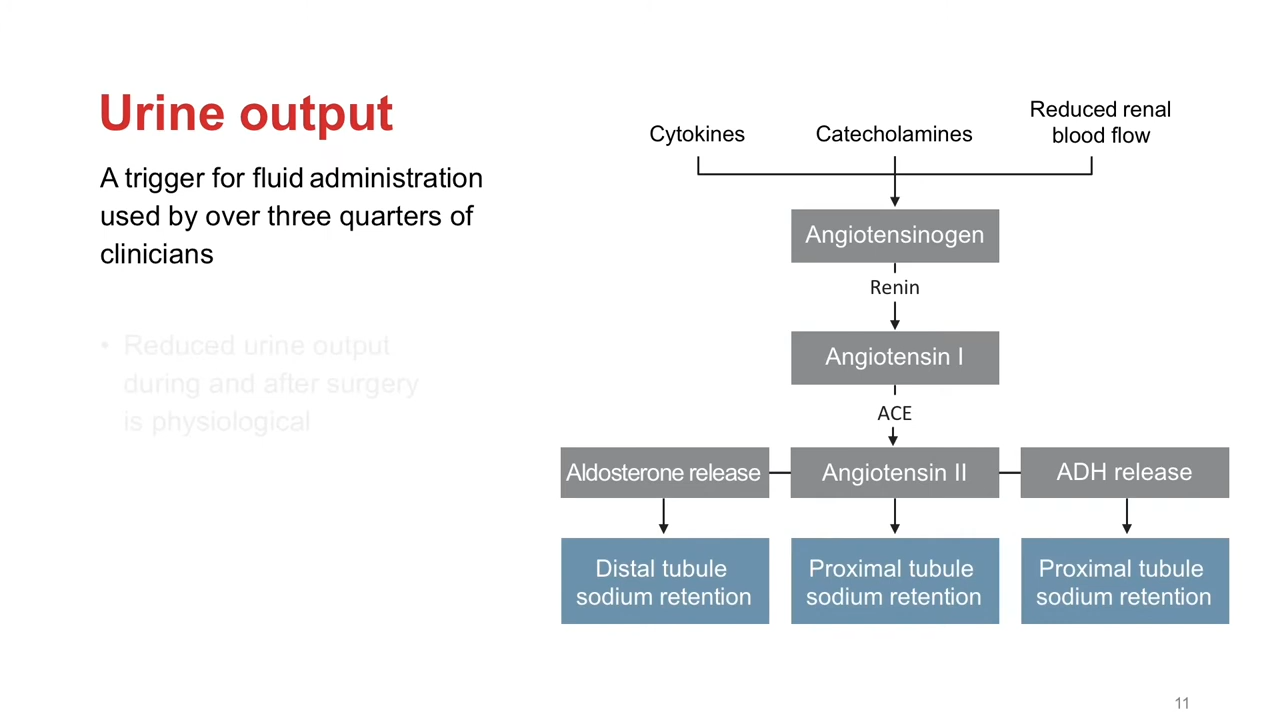 Urine output
A trigger for fluid administration
used by over three quarters of
clinicians
• Reduced urine output
during and after surgery
is physiological
Cytokines
Catecholamines
Reduced renal
blood flow
Angiotensinogen
Renin
Angiotensin I
ACE
Aldosterone release
Angiotensin II
ADH release
Distal tubule
sodium retention
Proximal tubule
sodium retention
Proximal tubule
sodium retention
11